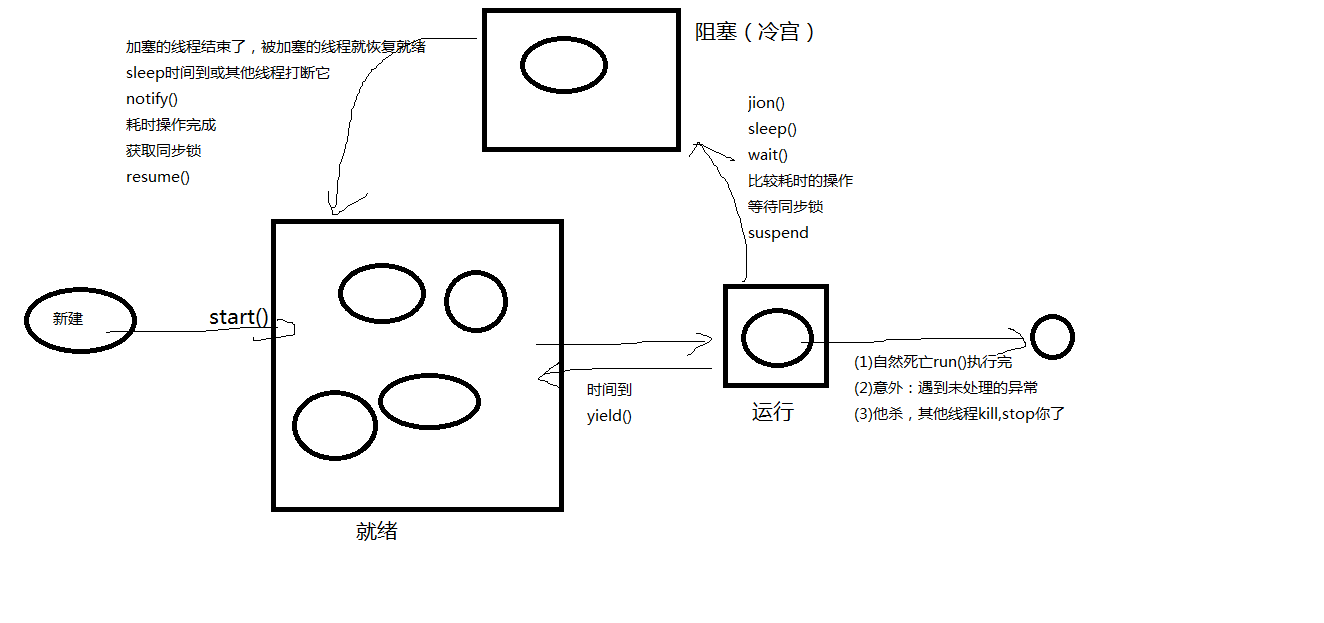 阻塞（冷宫）
加塞的线程结束了，被加塞的线程就恢复就绪
sleep时间到或其他线程打断它
notify()
耗时操作完成
获取同步锁
resume()
jion()
sleep()
wait()
比较耗时的操作
等待同步锁
suspend
新建
start()
时间到
yield()
运行
(1)自然死亡run()执行完
(2)意外：遇到未处理的异常
(3)他杀，其他线程kill,stop你了
就绪